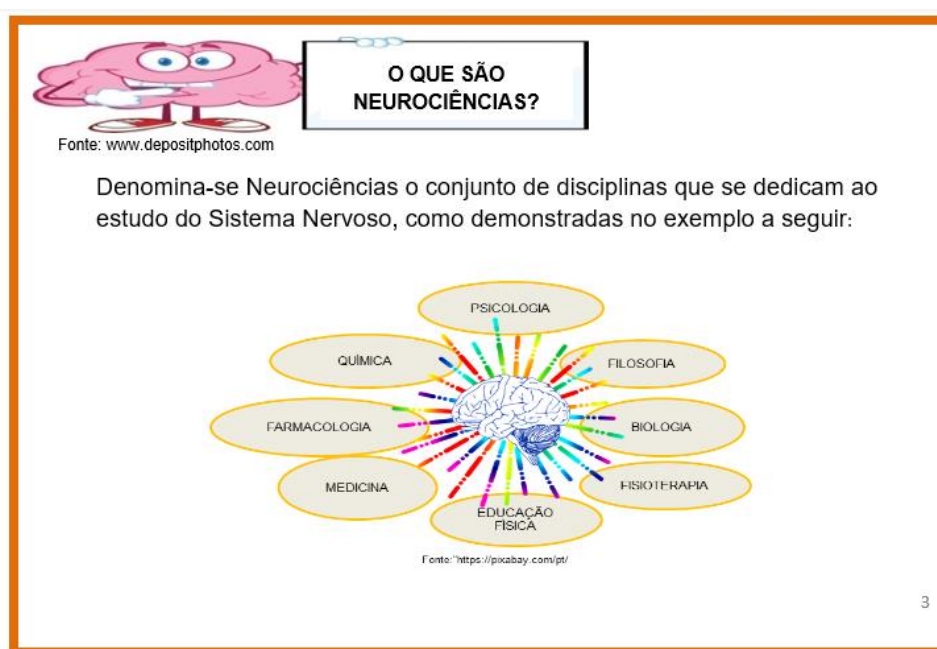 O QUE SÃO
NEUROCIÊNCIAS?
Fonte: www.depositphotos.com
Denomina-se Neurociências o conjunto de disciplinas que se dedicam ao
estudo do Sistema Nervoso, como demonstradas no exemplo a seguir:
PSICOLOGIA
QUÍMICA
FILOSOFIA
FARMACOLOGIA
BIOLOGIA
MEDICINA
FISIOTERAPIA
EDUCAÇÃO
FÍSICA
Fonte:"https://pixabay.com/pt/
3